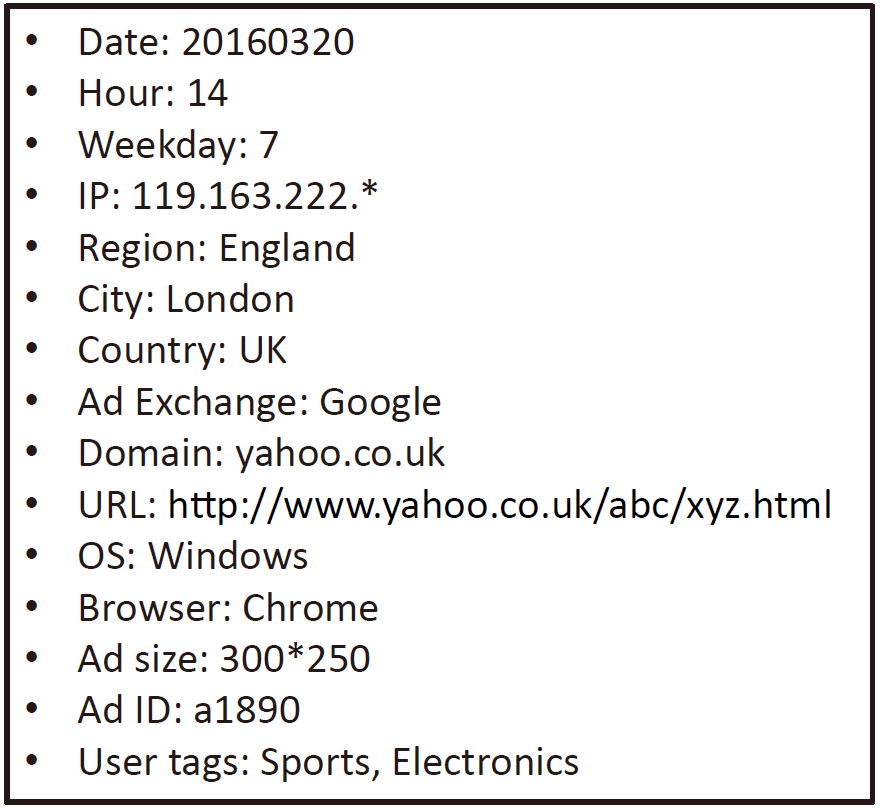 • Date: 20160320
• Hour: 14
• Weekday: 7
• IP: 119.163.222.*
• Region: England
• City: London
• Country: UK
• Ad Exchange: Google
• Domain: yahoo.co.uk
• URL: http://www.yahoo.co.uk/abc/xyz.html
• OS: Windows
• Browser: Chrome
• Ad size: 300*250
• Ad ID: a1890
• User tags: Sports, Electronics